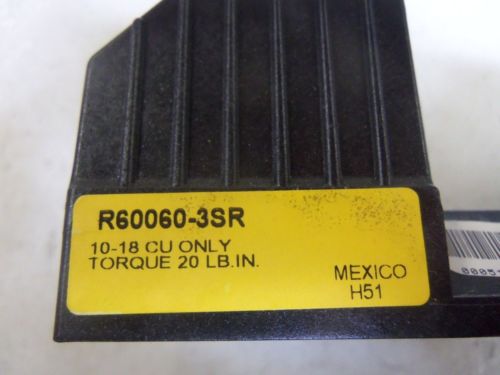 R60060-3SR
10-18 CU ONLY
TORQUE 20 LB.IN.
MEXICO
H51